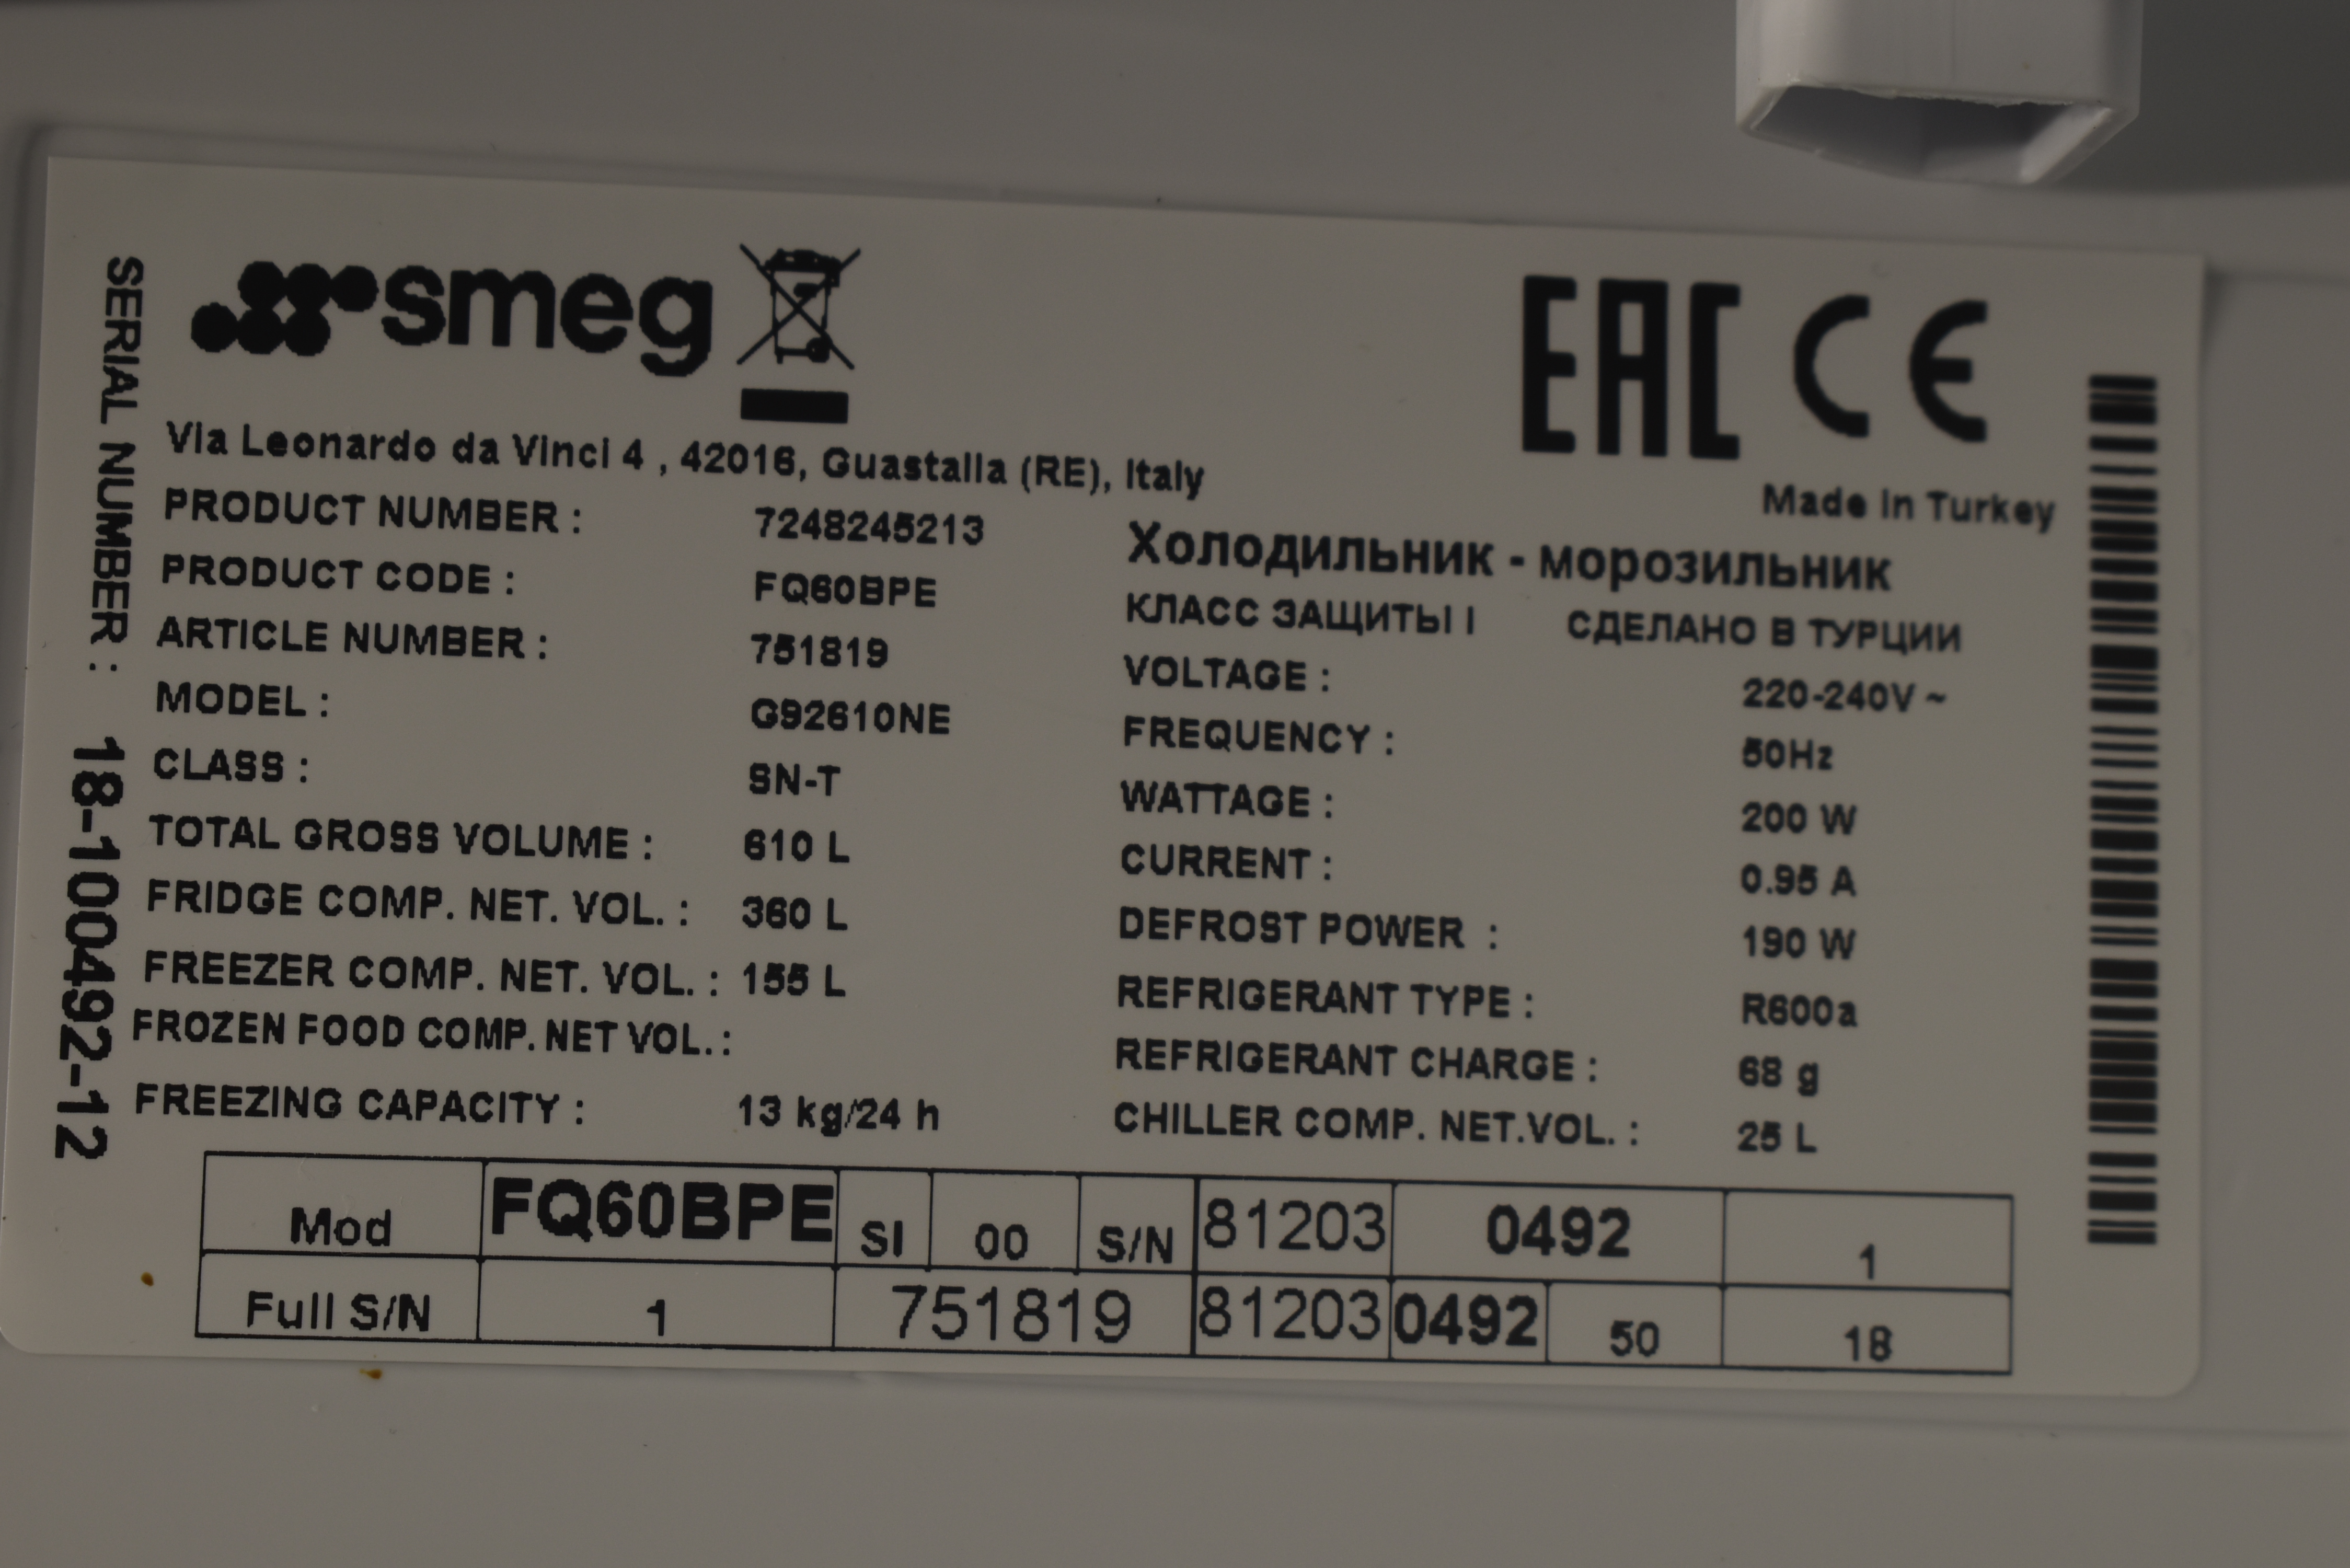 smeg
EAC CE
Via Leonardo da Vinci 4 , 42016, Guastalla (RE), Italy
Made in Turkey
SERIAL NUMBER : 18-100492-12
PRODUCT NUMBER : 7248245213
PRODUCT CODE : FQ60BPE
ARTICLE NUMBER : 751819
MODEL : G92610NE
CLASS : SN-T
TOTAL GROSS VOLUME : 610 L
FRIDGE COMP. NET. VOL. : 360 L
FREEZER COMP. NET. VOL. : 155 L
FROZEN FOOD COMP. NET VOL. :
FREEZING CAPACITY : 13 kg/24 h
Холодильник - морозильник
КЛАСС ЗАЩИТЫ I СДЕЛАНО В ТУРЦИИ
VOLTAGE : 220-240V ~
FREQUENCY : 50Hz
WATTAGE : 200 W
CURRENT : 0.95 A
DEFROST POWER : 190 W
REFRIGERANT TYPE : R600a
REFRIGERANT CHARGE : 68 g
CHILLER COMP. NET.VOL. : 25 L
Mod FQ60BPE SI 00 S/N 81203 0492 1
Full S/N 1 751819 81203 0492 50 18